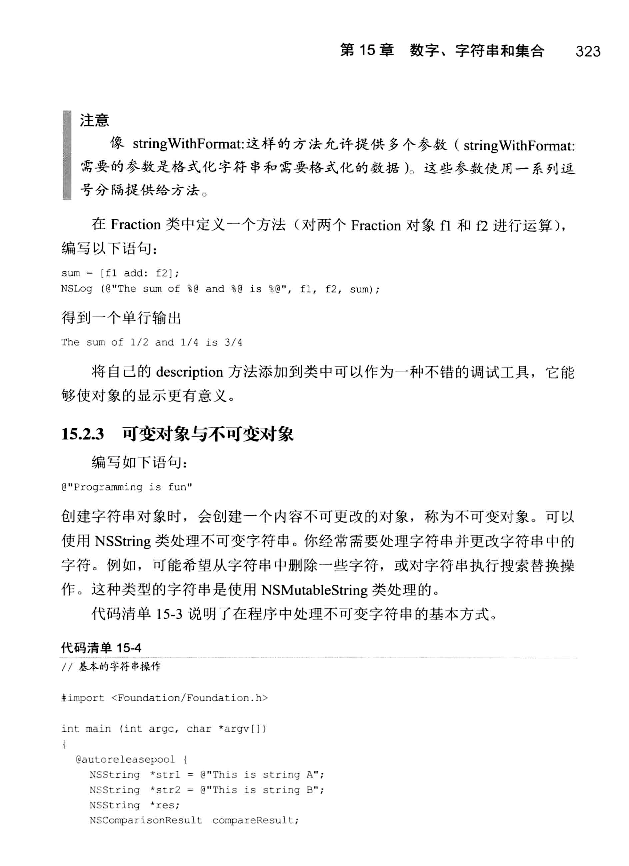 第 15 章 数字、字符串和集合 323
注意
像 stringWithFormat:这样的方法允许提供多个参数（stringWithFormat:
需要的参数是格式化字符串和需要格式化的数据）。这些参数使用一系列逗
号分隔提供给方法。
在 Fraction 类中定义一个方法（对两个 Fraction 对象 f1 和 f2 进行运算），
编写以下语句：
sum = [f1 add: f2];
NSLog (@"The sum of %@ and %@ is %@", f1, f2, sum);
得到一个单行输出
The sum of 1/2 and 1/4 is 3/4
将自己的 description 方法添加到类中可以作为一种不错的调试工具，它能
够使对象的显示更有意义。
15.2.3 可变对象与不可变对象
编写如下语句：
@"Programming is fun"
创建字符串对象时，会创建一个内容不可更改的对象，称为不可变对象。可以
使用 NSString 类处理不可变字符串。你经常需要处理字符串并更改字符串中的
字符。例如，可能希望从字符串中删除一些字符，或对字符串执行搜索替换操
作。这种类型的字符串是使用 NSMutableString 类处理的。
代码清单 15-3 说明了在程序中处理不可变字符串的基本方式。
代码清单 15-4
// 基本的字符串操作
#import <Foundation/Foundation.h>
int main (int argc, char *argv[])
{
@autoreleasepool {
NSString *str1 = @"This is string A";
NSString *str2 = @"This is string B";
NSString *res;
NSComparisonResult compareResult;